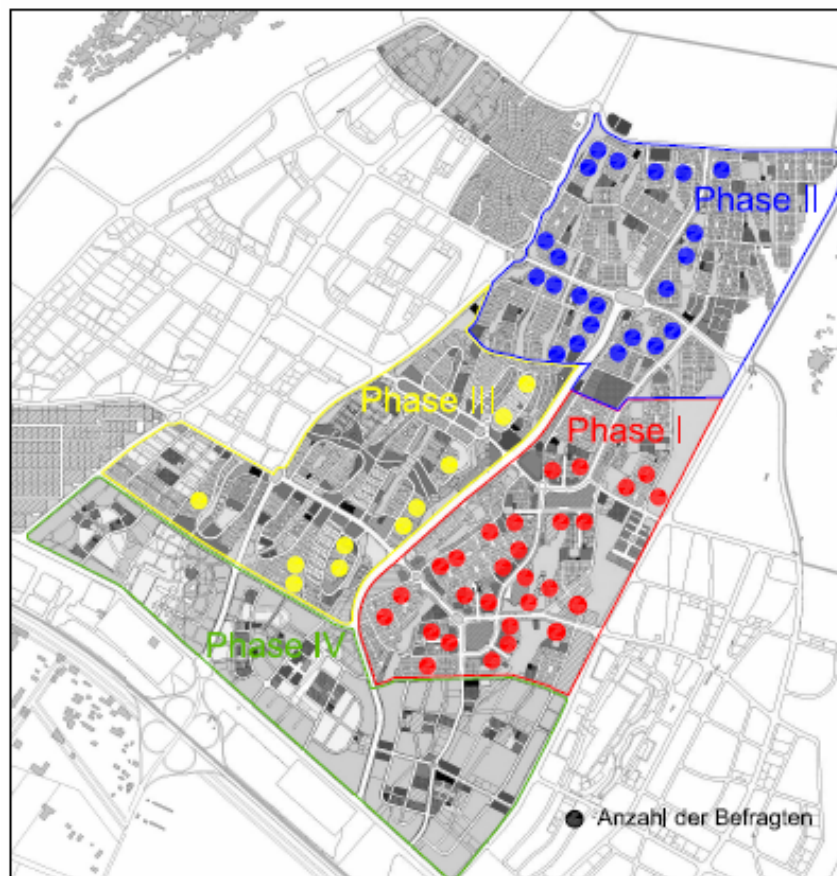 Phase II
Phase III
Phase I
Phase IV
Anzahl der Befragten